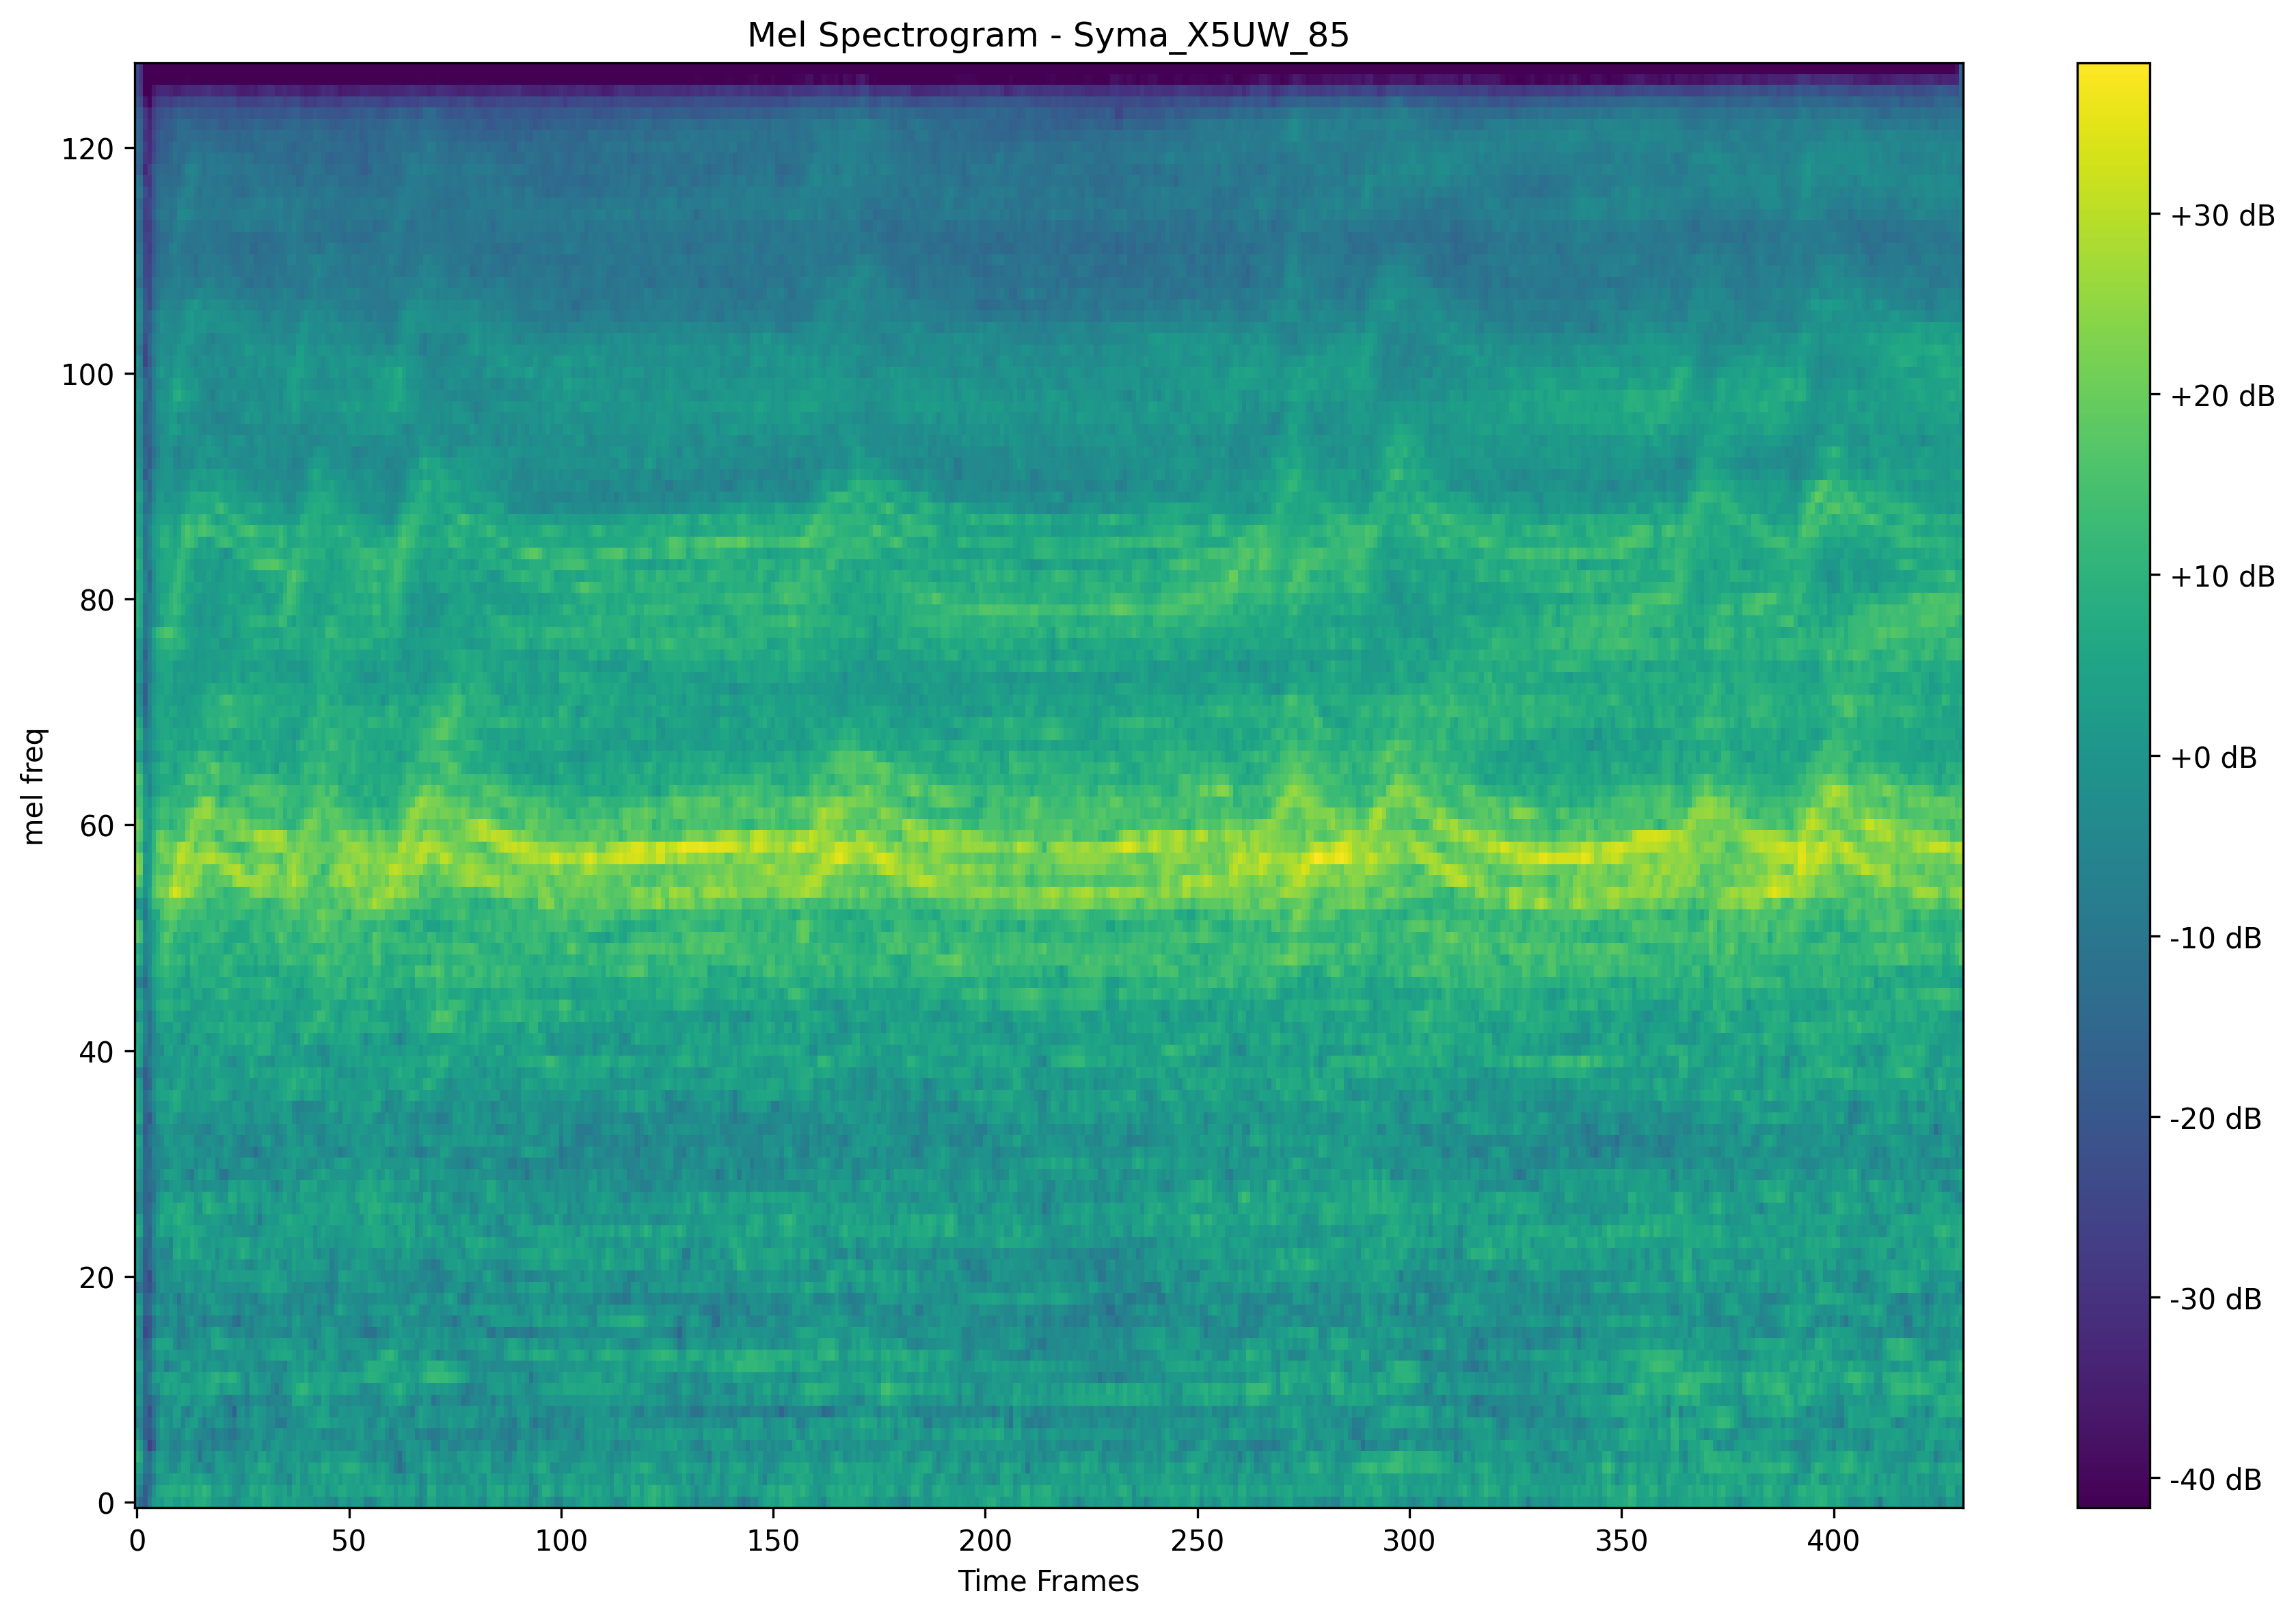 Mel Spectrogram - Syma_X5UW_85
mel freq
120
100
80
60
40
20
0
0 50 100 150 200 250 300 350 400
Time Frames
+30 dB
+20 dB
+10 dB
+0 dB
-10 dB
-20 dB
-30 dB
-40 dB